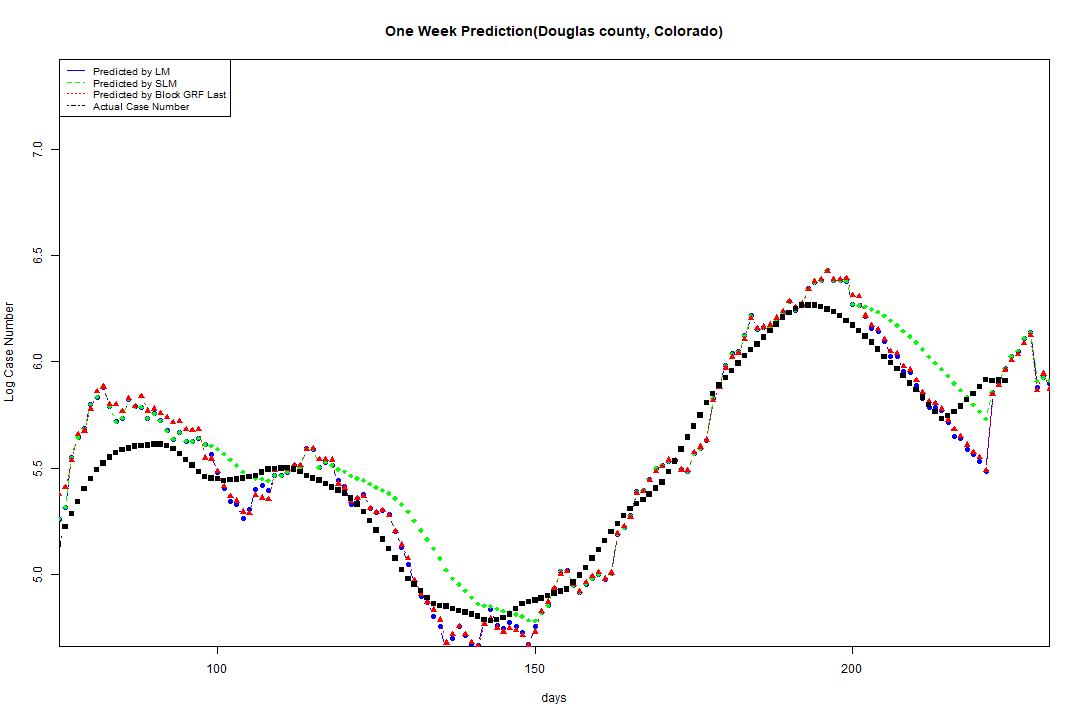 One Week Prediction(Douglas county, Colorado)
Predicted by LM
Predicted by SLM
Predicted by Block GRF Last
Actual Case Number
7.0
6.5
6.0
5.5
5.0
Log Case Number
100 150 200
days